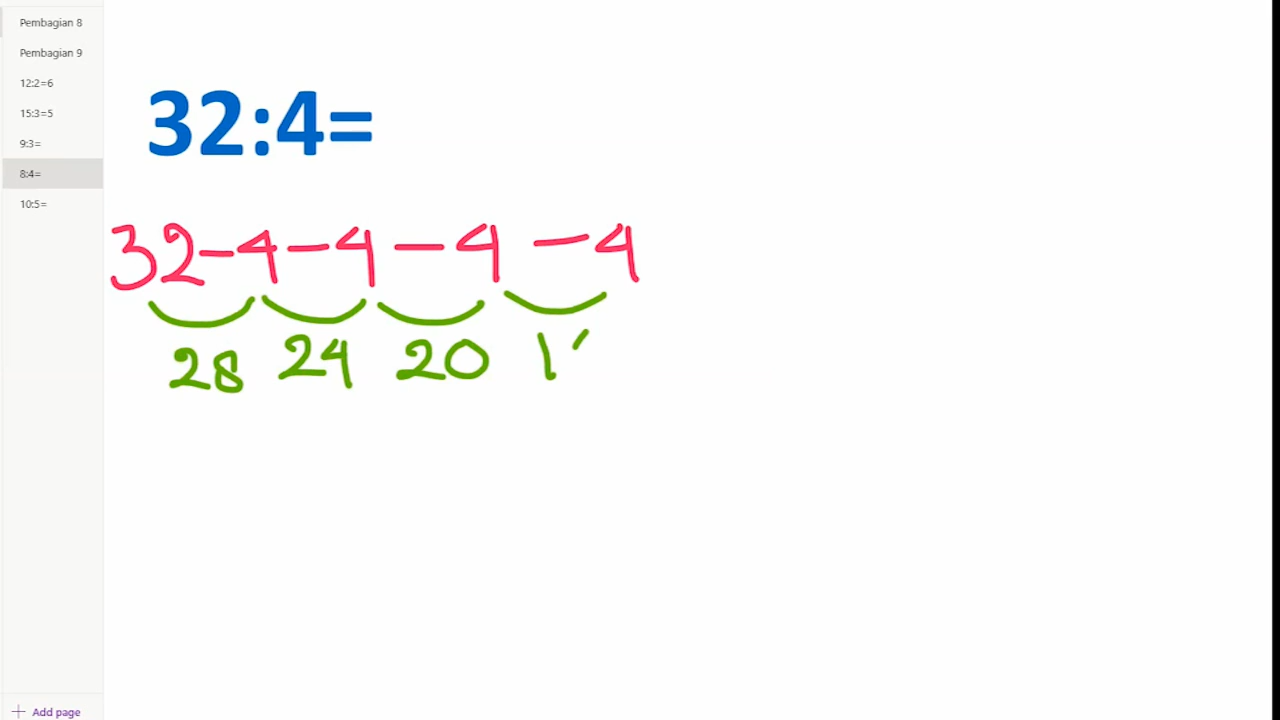 Pembagian 8
Pembagian 9
12:2=6
15:3=5
9:3=
8:4=
10:5=
Add page
32:4=
32-4-4-4-4
28 24 20 1